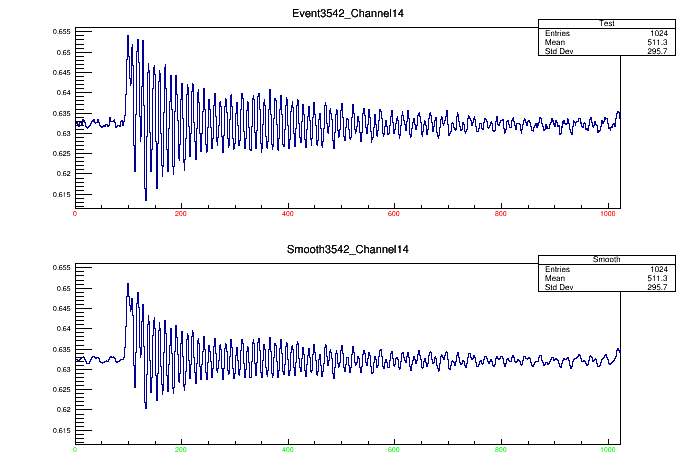 Event3542_Channel14
Test
Entries 1024
Mean 511.3
Std Dev 295.7
0.655
0.65
0.645
0.64
0.635
0.63
0.625
0.62
0.615
0 200 400 600 800 1000
Smooth3542_Channel14
Smooth
Entries 1024
Mean 511.3
Std Dev 295.7
0.655
0.65
0.645
0.64
0.635
0.63
0.625
0.62
0.615
0 200 400 600 800 1000